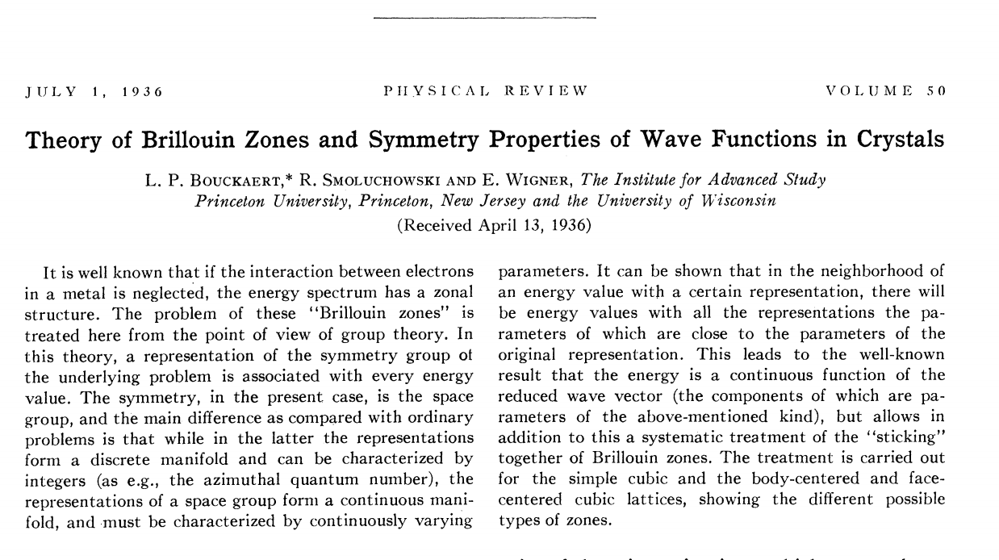 JULY 1, 1936 PHYSICAL REVIEW VOLUME 50
Theory of Brillouin Zones and Symmetry Properties of Wave Functions in Crystals
L. P. BOUCKAERT,* R. SMOLUCHOWSKI AND E. WIGNER, The Institute for Advanced Study
Princeton University, Princeton, New Jersey and the University of Wisconsin
(Received April 13, 1936)
It is well known that if the interaction between electrons
in a metal is neglected, the energy spectrum has a zonal
structure. The problem of these "Brillouin zones" is
treated here from the point of view of group theory. In
this theory, a representation of the symmetry group of
the underlying problem is associated with every energy
value. The symmetry, in the present case, is the space
group, and the main difference as compared with ordinary
problems is that while in the latter the representations
form a discrete manifold and can be characterized by
integers (as e.g., the azimuthal quantum number), the
representations of a space group form a continuous mani-
fold, and must be characterized by continuously varying
parameters. It can be shown that in the neighborhood of
an energy value with a certain representation, there will
be energy values with all the representations the pa-
rameters of which are close to the parameters of the
original representation. This leads to the well-known
result that the energy is a continuous function of the
reduced wave vector (the components of which are pa-
rameters of the above-mentioned kind), but allows in
addition to this a systematic treatment of the "sticking"
together of Brillouin zones. The treatment is carried out
for the simple cubic and the body-centered and face-
centered cubic lattices, showing the different possible
types of zones.